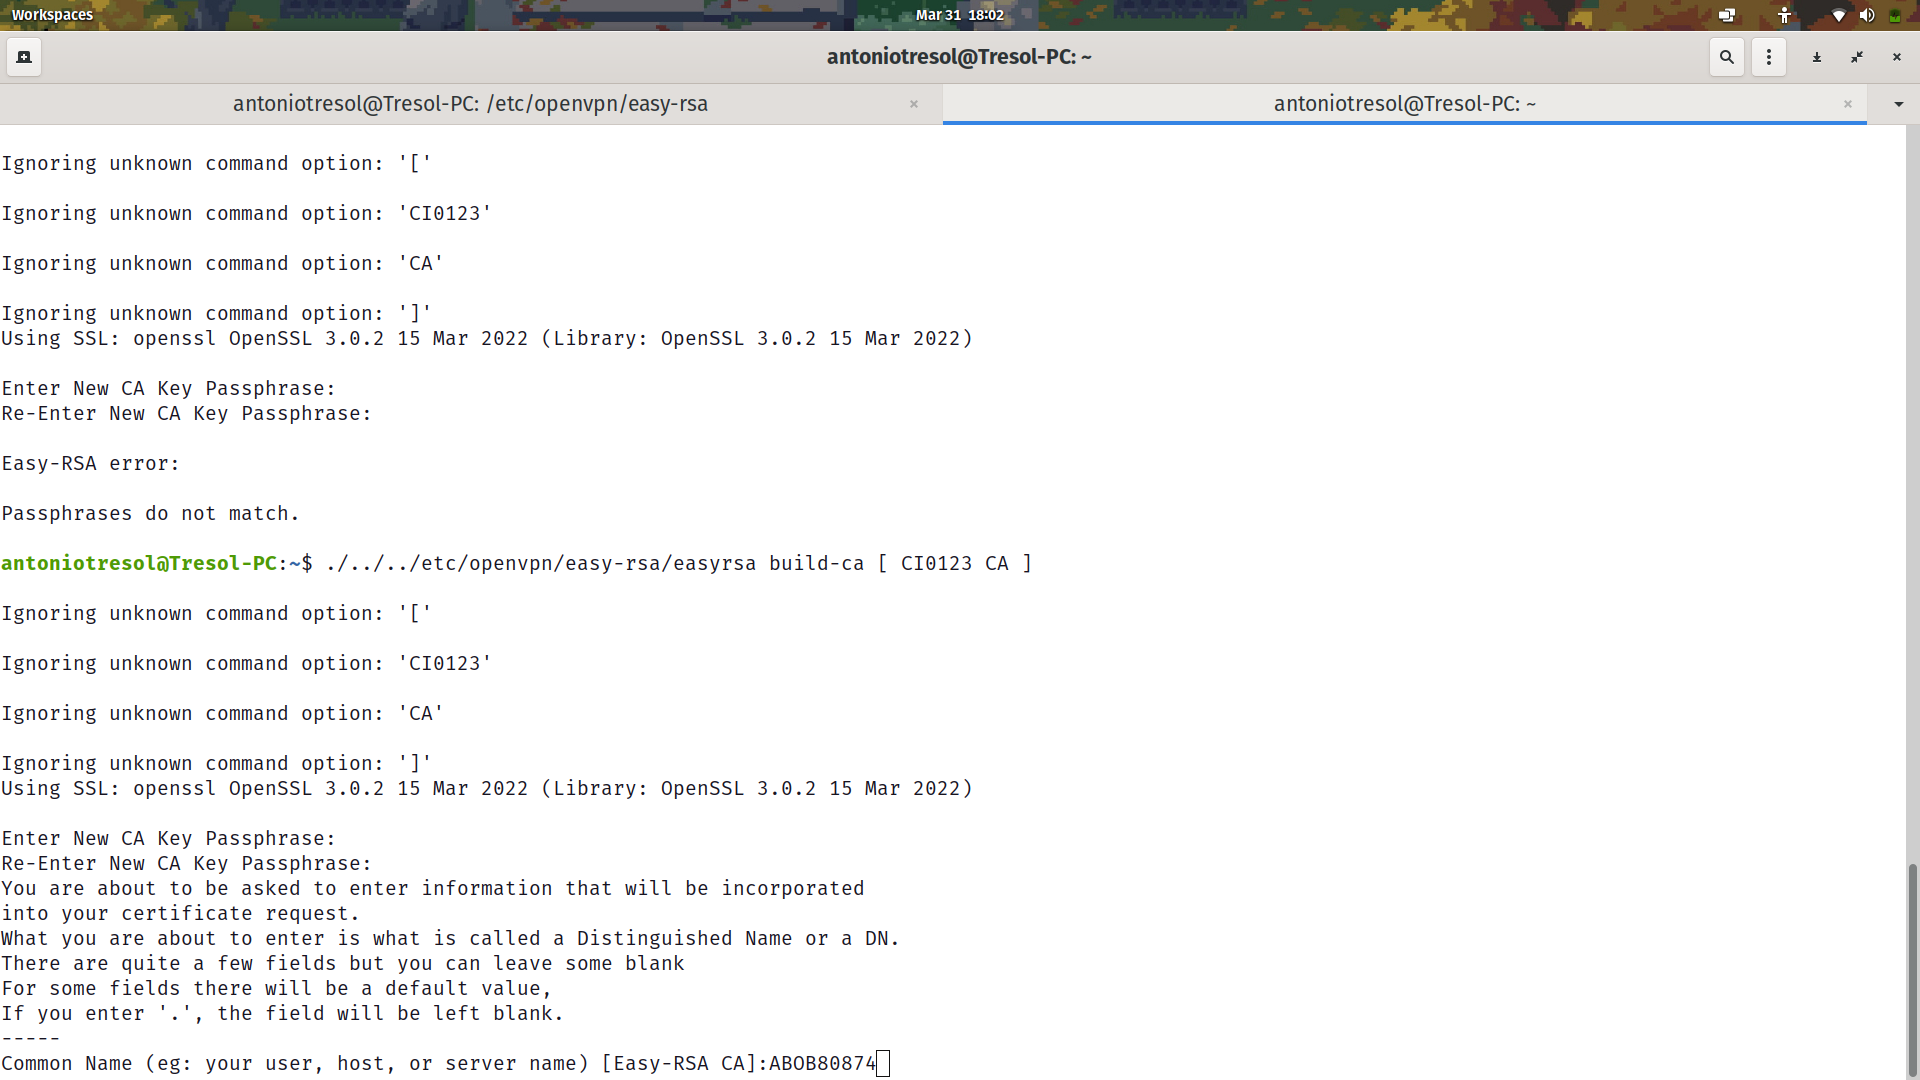 Workspaces
Mar 31 18:02
antoniotresol@Tresol-PC: ~
antoniotresol@Tresol-PC: /etc/openvpn/easy-rsa
antoniotresol@Tresol-PC: ~
Ignoring unknown command option: '['
Ignoring unknown command option: 'CI0123'
Ignoring unknown command option: 'CA'
Ignoring unknown command option: ']'
Using SSL: openssl OpenSSL 3.0.2 15 Mar 2022 (Library: OpenSSL 3.0.2 15 Mar 2022)
Enter New CA Key Passphrase:
Re-Enter New CA Key Passphrase:
Easy-RSA error:
Passphrases do not match.
antoniotresol@Tresol-PC:~$ ./../../etc/openvpn/easy-rsa/easyrsa build-ca [ CI0123 CA ]
Ignoring unknown command option: '['
Ignoring unknown command option: 'CI0123'
Ignoring unknown command option: 'CA'
Ignoring unknown command option: ']'
Using SSL: openssl OpenSSL 3.0.2 15 Mar 2022 (Library: OpenSSL 3.0.2 15 Mar 2022)
Enter New CA Key Passphrase:
Re-Enter New CA Key Passphrase:
You are about to be asked to enter information that will be incorporated
into your certificate request.
What you are about to enter is what is called a Distinguished Name or a DN.
There are quite a few fields but you can leave some blank
For some fields there will be a default value,
If you enter '.', the field will be left blank.
-----
Common Name (eg: your user, host, or server name) [Easy-RSA CA]:ABOB80874